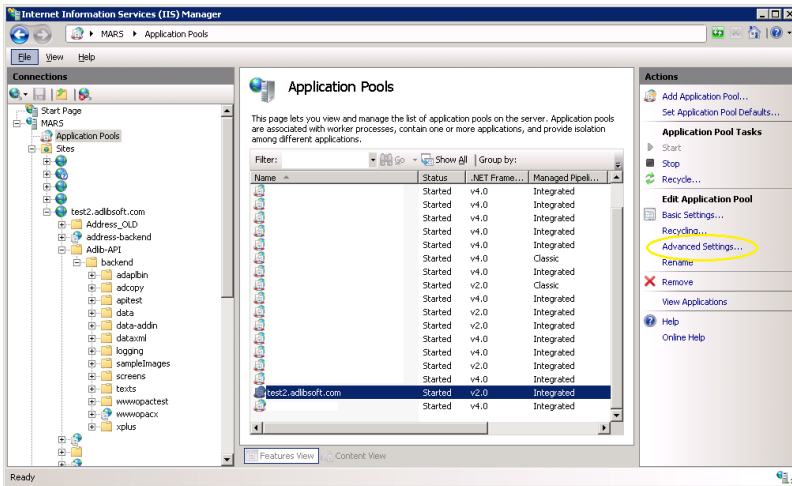 Internet Information Services (IIS) Manager
MARS Application Pools
File View Help
Connections
Start Page
MARS
Application Pools
Sites
test2.adlibsoft.com
Address_OLD
address-backend
Adlib-API
backend
adaplbin
adcopy
apitest
data
data-addin
dataxml
logging
sampleImages
screens
texts
wwwopactest
wwwopacx
xplus
Application Pools
This page lets you view and manage the list of application pools on the server. Application pools
are associated with worker processes, contain one or more applications, and provide isolation
among different applications.
Filter: Go Show All Group by:
Name Status .NET Frame... Managed Pipeli...
Started v4.0 Integrated
Started v4.0 Integrated
Started v4.0 Integrated
Started v4.0 Integrated
Started v4.0 Integrated
Started v4.0 Classic
Started v4.0 Integrated
Started v2.0 Classic
Started v4.0 Integrated
Started v2.0 Integrated
Started v4.0 Integrated
Started v4.0 Integrated
Started v4.0 Integrated
Started v2.0 Integrated
Started v4.0 Integrated
test2.adlibsoft.com Started v2.0 Integrated
Started v4.0 Integrated
Features View Content View
Actions
Add Application Pool...
Set Application Pool Defaults...
Application Pool Tasks
Start
Stop
Recycle...
Edit Application Pool
Basic Settings...
Recycling...
Advanced Settings...
Rename
Remove
View Applications
Help
Online Help
Ready